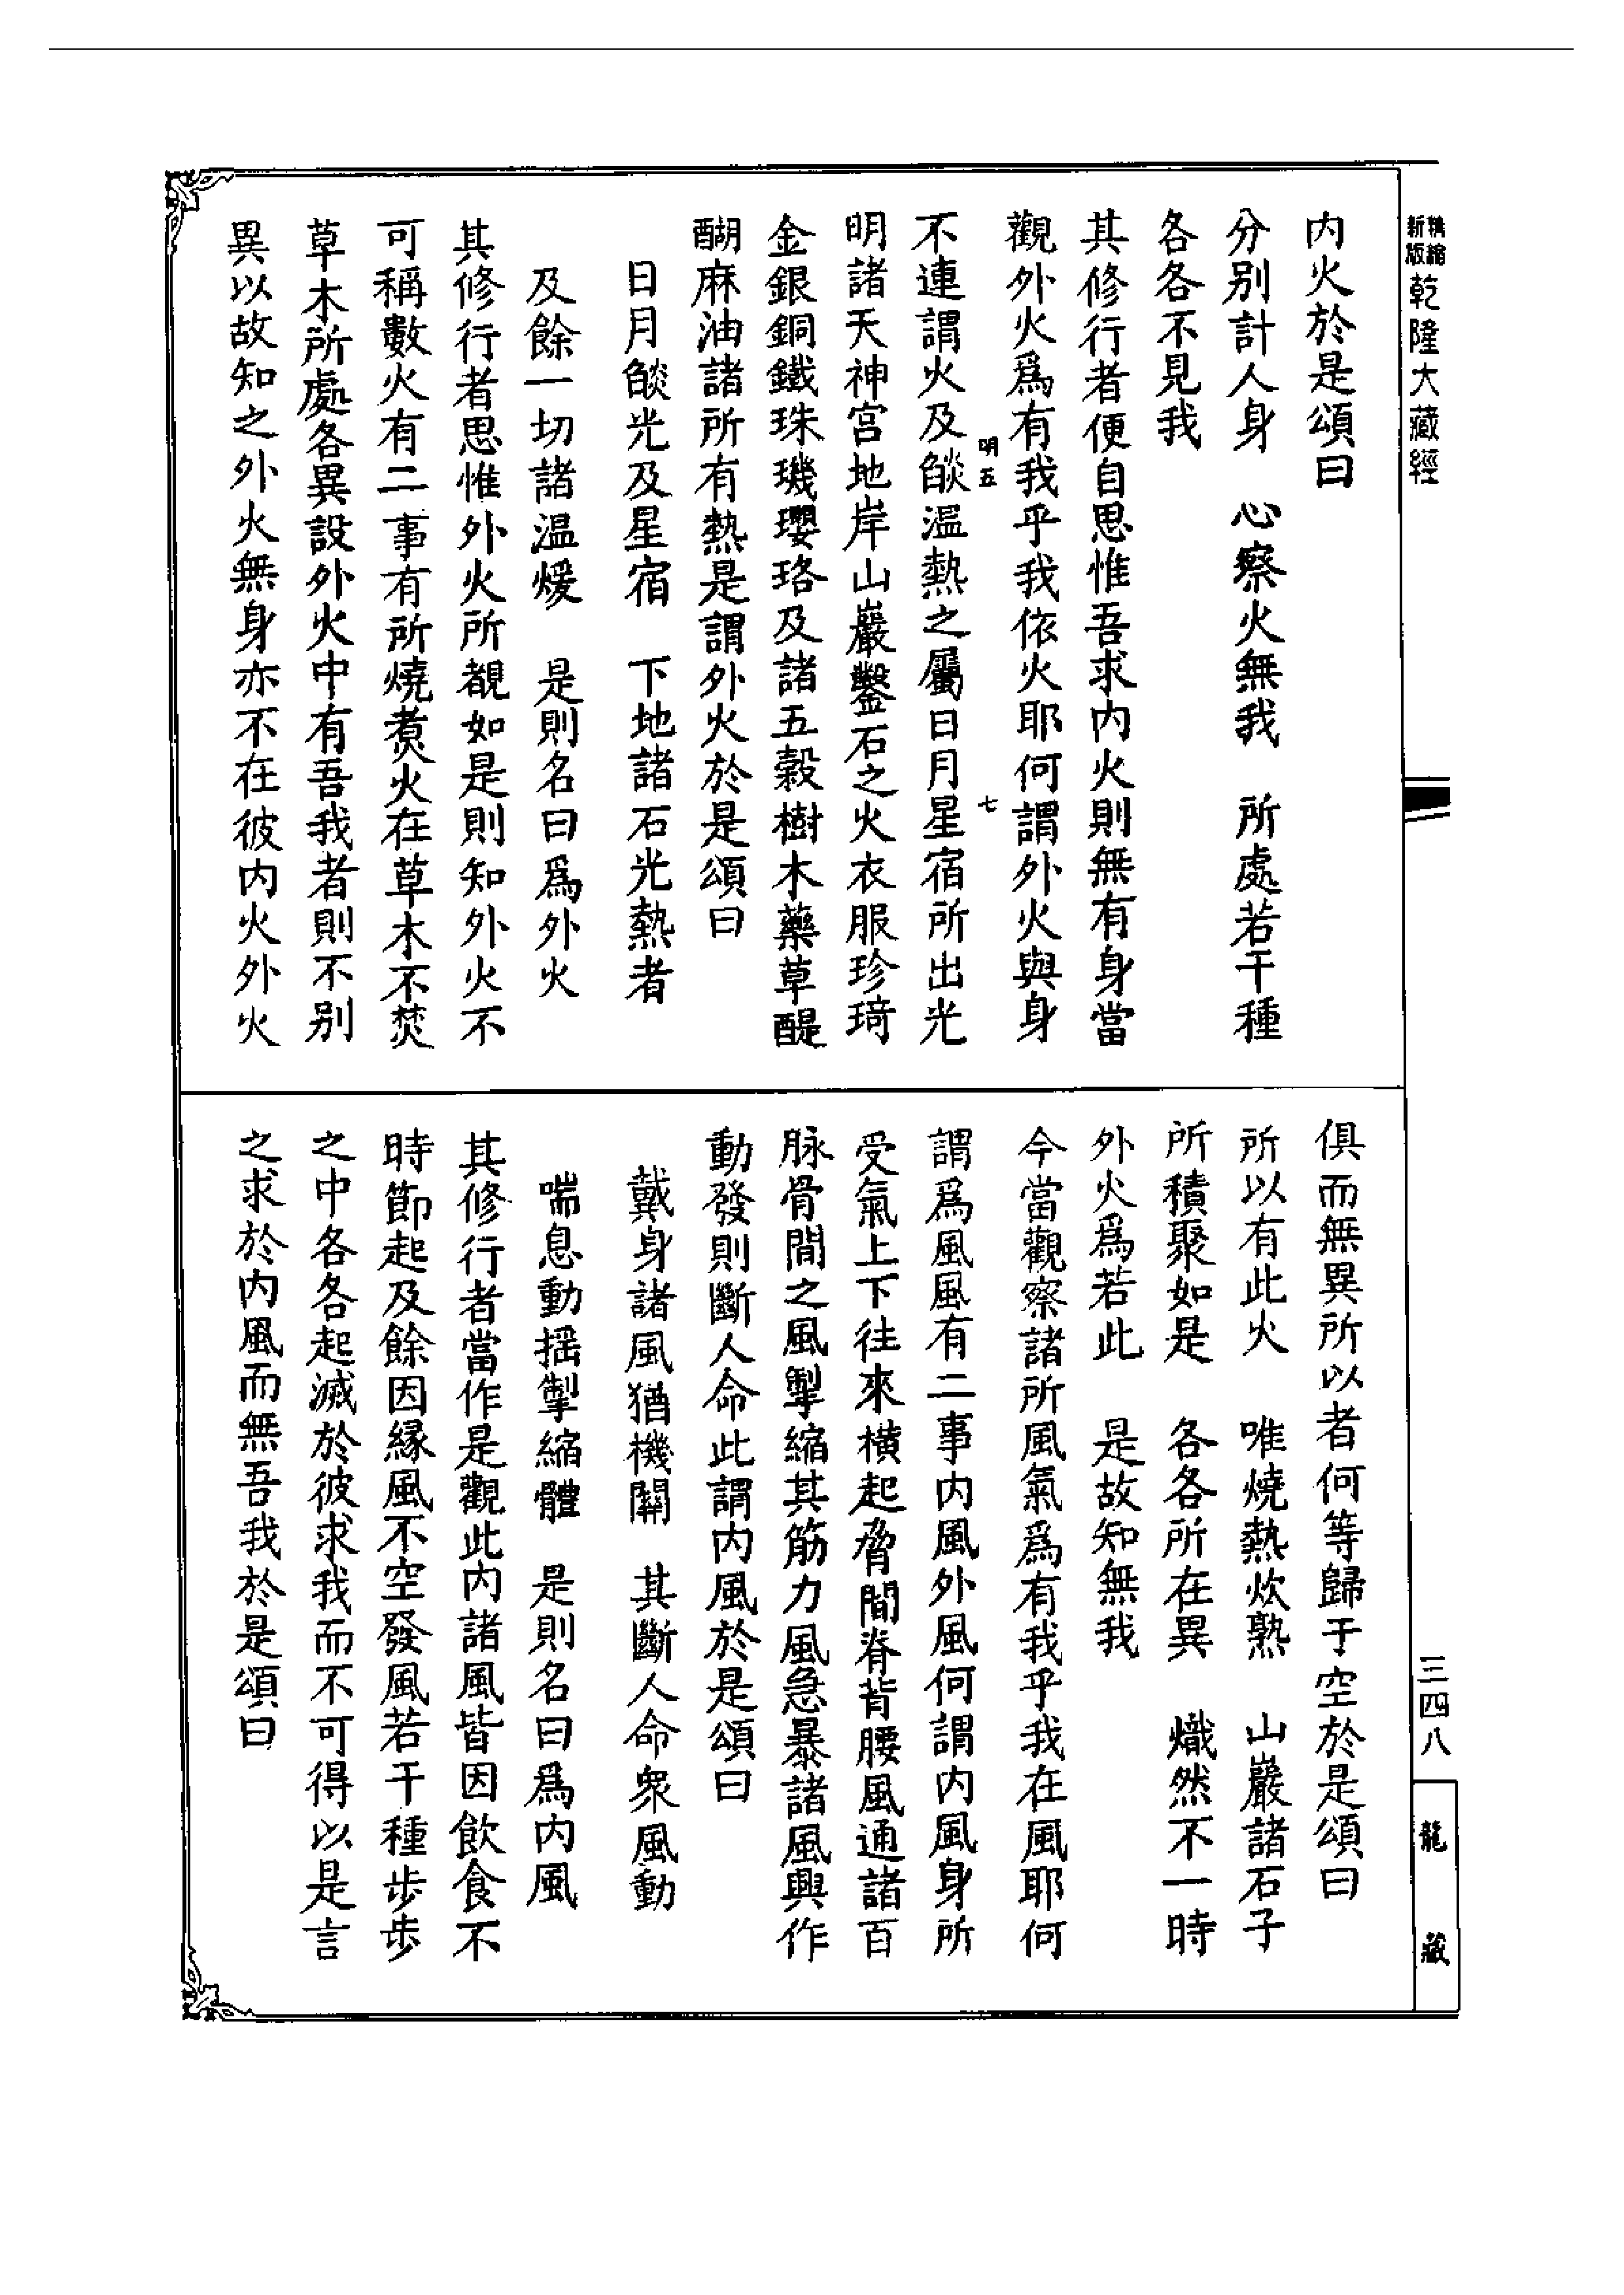 新版
精縮
乾隆大藏經
內火於是頌曰
分別計人身　心察火無我　所處若干種
各各不見我
其修行者便自思惟吾求內火則無有身當
觀外火爲有我乎我依火耶何謂外火與身
明五　七
不連謂火及燄溫熱之屬日月星宿所出光
明諸天神宮地岸山巖鑿石之火衣服珍琦
金銀銅鐵珠璣瓔珞及諸五穀樹木藥草醍
醐麻油諸所有熱是謂外火於是頌曰
日月燄光及星宿　下地諸石光熱者
及餘一切諸溫煖　是則名曰爲外火
其修行者思惟外火所覩如是則知外火不
可稱數火有二事有所燒煑火在草木不焚
草木所處各異設外火中有吾我者則不別
異以故知之外火無身亦不在彼內火外火
俱而無異所以者何等歸于空於是頌曰
所以有此火　唯燒熱炊熟　山巖諸石子
所積聚如是　各各所在異　熾然不一時
外火爲若此　是故知無我
今當觀察諸所風氣爲有我乎我在風耶何
謂爲風風有二事內風外風何謂內風身所
受氣上下往來橫起脅間脊背腰風通諸百
脉骨間之風掣縮其筋力風急暴諸風興作
動發則斷人命此謂內風於是頌曰
戴身諸風猶機關　其斷人命衆風動
喘息動搖掣縮體　是則名曰爲內風
其修行者當作是觀此內諸風皆因飲食不
時節起及餘因緣風不空發風若干種步步
之中各各起滅於彼求我而不可得以是言
之求於內風而無吾我於是頌曰
三四八
龍藏